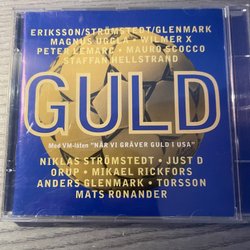 ERIKSSON/STRÖMSTEDT/GLENMARK
MAGNUS UGGLA • WILMER X
PETER LEMARC • MAURO SCOCCO
STAFFAN HELLSTRAND
GULD
Med VM-låten "NÄR VI GRÄVER GULD I USA"
NIKLAS STRÖMSTEDT • JUST D
ORUP • MIKAEL RICKFORS
ANDERS GLENMARK • TORSSON
MATS RONANDER